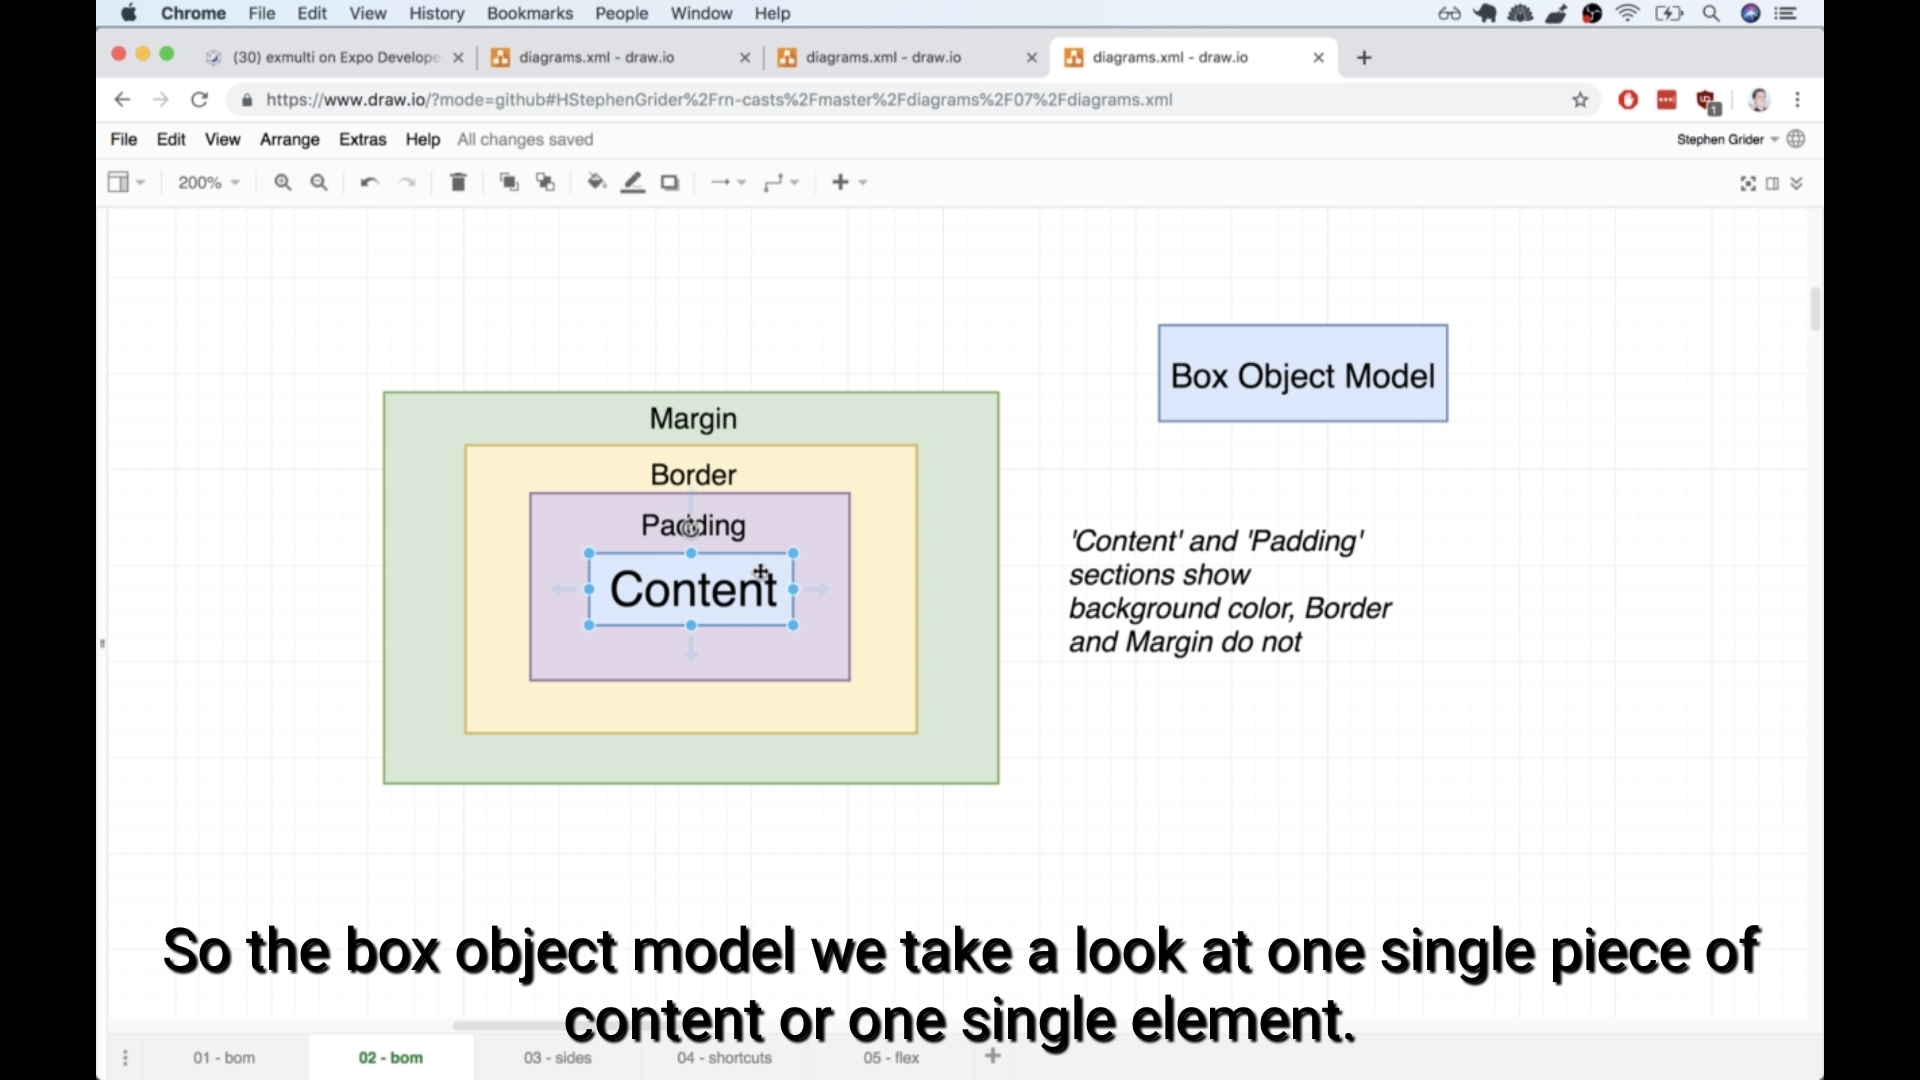 Chrome File Edit View History Bookmarks People Window Help
(30) exmulti on Expo Develope
diagrams.xml - draw.io
diagrams.xml - draw.io
diagrams.xml - draw.io
https://www.draw.io/?mode=github#HStephenGrider%2Frn-casts%2Fmaster%2Fdiagrams%2F07%2Fdiagrams.xml
1
File Edit View Arrange Extras Help All changes saved
Stephen Grider
200%
Box Object Model
Margin
Border
Padding
Content
'Content' and 'Padding'
sections show
background color, Border
and Margin do not
So the box object model we take a look at one single piece of
content or one single element.
01 - bom
02 - bom
03 - sides
04 - shortcuts
05 - flex